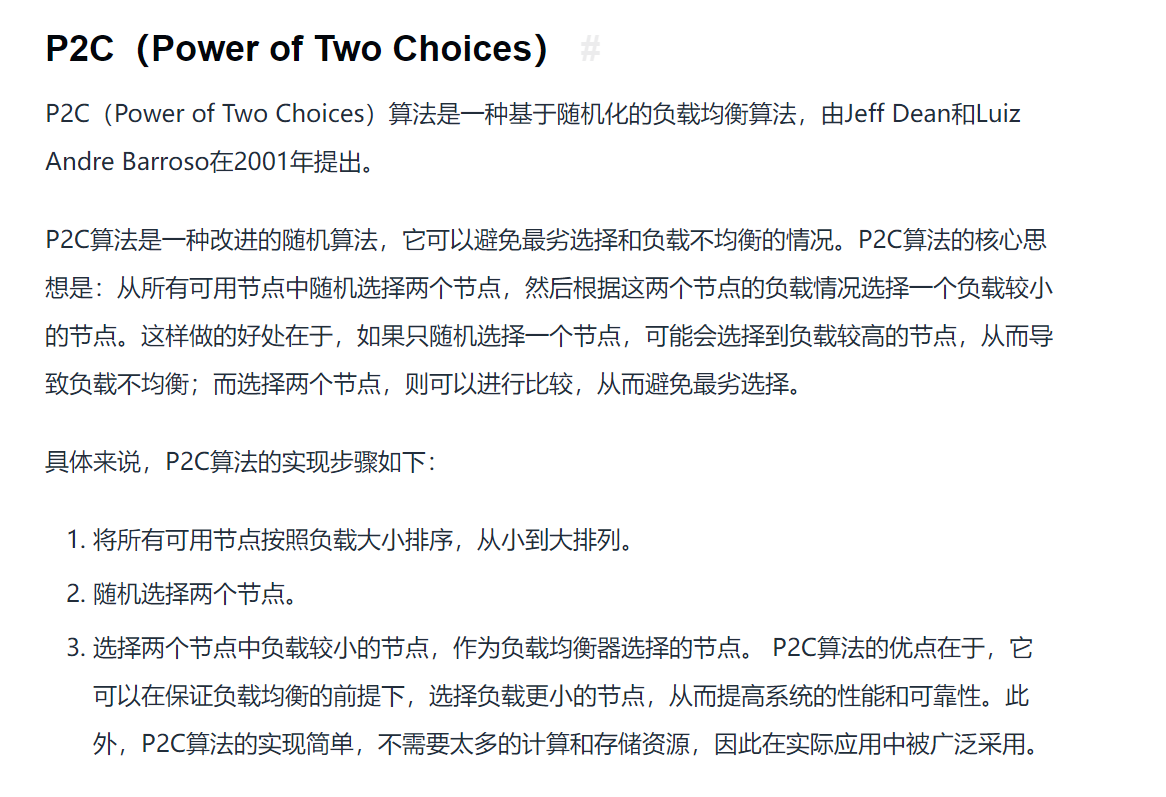 P2C（Power of Two Choices） #
P2C（Power of Two Choices）算法是一种基于随机化的负载均衡算法，由Jeff Dean和Luiz
Andre Barroso在2001年提出。
P2C算法是一种改进的随机算法，它可以避免最劣选择和负载不均衡的情况。P2C算法的核心思
想是：从所有可用节点中随机选择两个节点，然后根据这两个节点的负载情况选择一个负载较小
的节点。这样做的好处在于，如果只随机选择一个节点，可能会选择到负载较高的节点，从而导
致负载不均衡；而选择两个节点，则可以进行比较，从而避免最劣选择。
具体来说，P2C算法的实现步骤如下：
1. 将所有可用节点按照负载大小排序，从小到大排列。
2. 随机选择两个节点。
3. 选择两个节点中负载较小的节点，作为负载均衡器选择的节点。 P2C算法的优点在于，它
可以在保证负载均衡的前提下，选择负载更小的节点，从而提高系统的性能和可靠性。此
外，P2C算法的实现简单，不需要太多的计算和存储资源，因此在实际应用中被广泛采用。